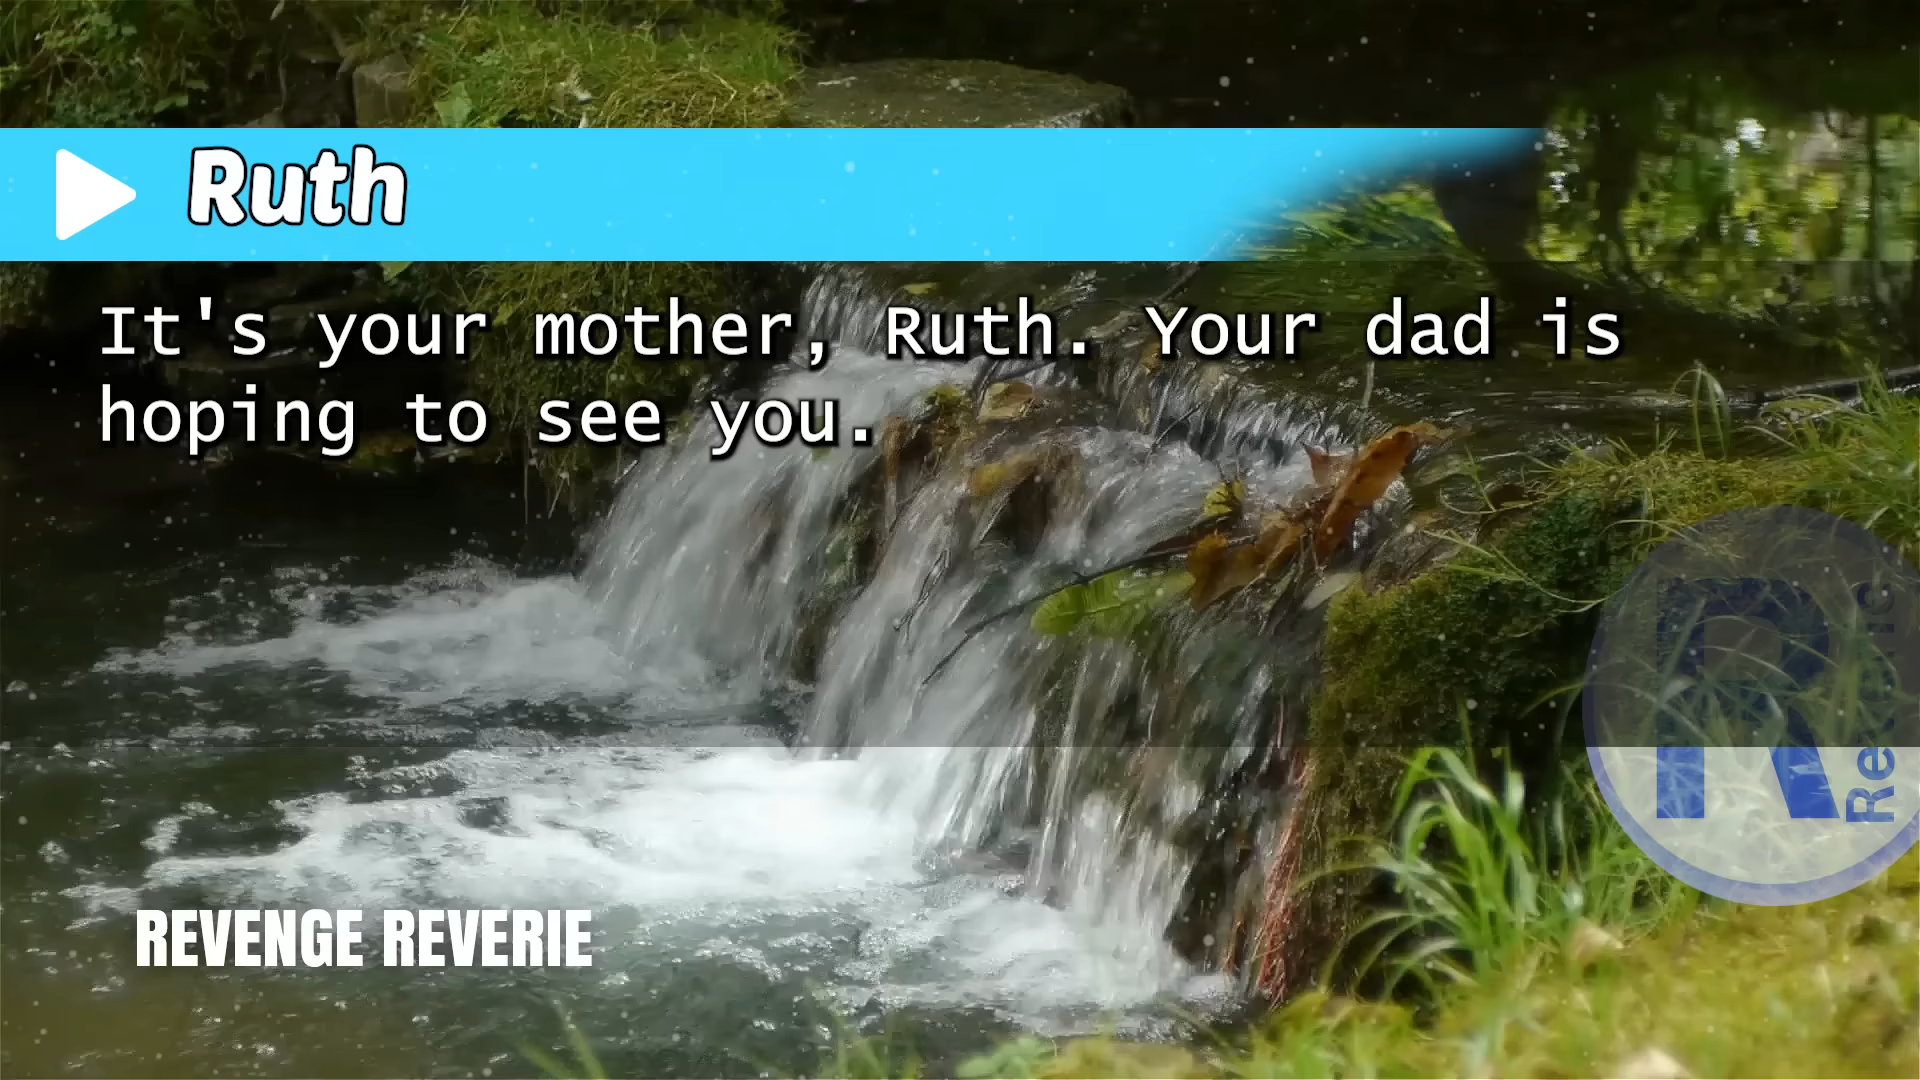 Ruth
It's your mother, Ruth. Your dad is
hoping to see you.
R
REVENGE REVERIE